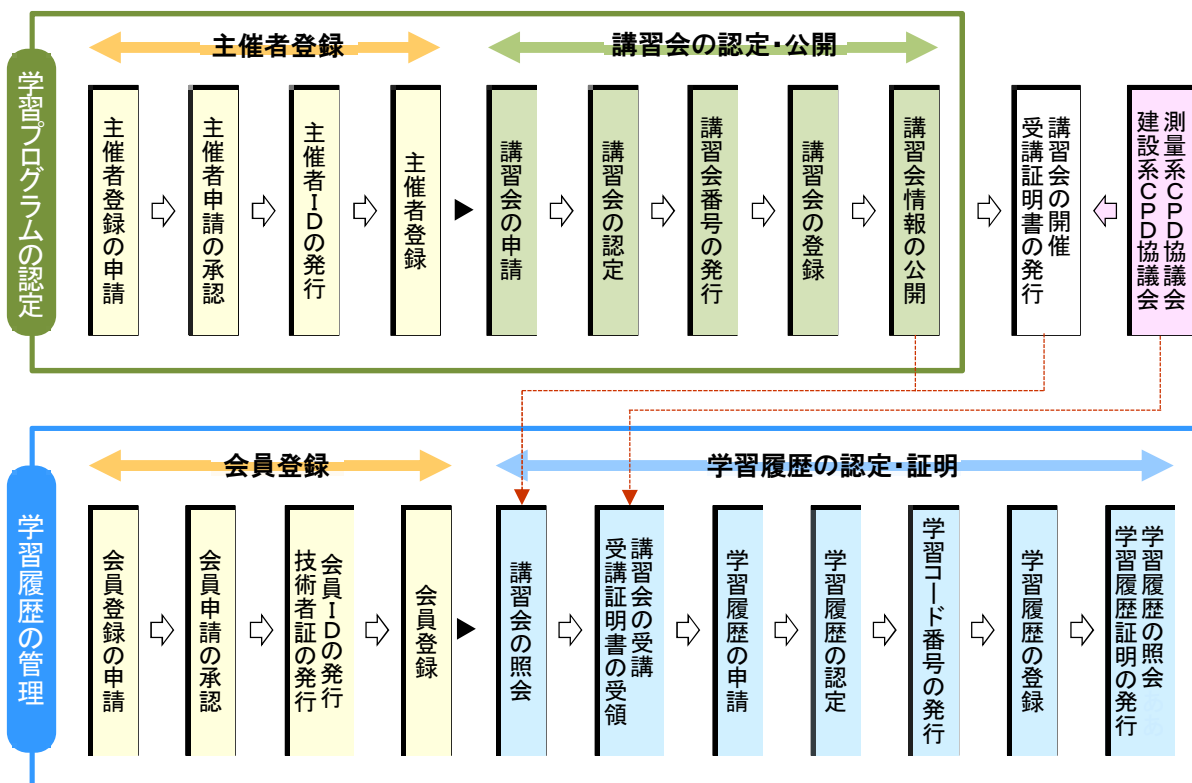 学習プログラムの認定
主催者登録
講習会の認定・公開
主催者登録の申請
主催者申請の承認
主催者IDの発行
主催者登録
講習会の申請
講習会の認定
講習会番号の発行
講習会の登録
講習会情報の公開
講習会の開催
受講証明書の発行
測量系CPD協議会
建設系CPD協議会
学習履歴の管理
会員登録
学習履歴の認定・証明
会員登録の申請
会員申請の承認
会員IDの発行
技術者証の発行
会員登録
講習会の照会
講習会の受講
受講証明書の受領
学習履歴の申請
学習履歴の認定
学習コード番号の発行
学習履歴の登録
学習履歴の照会
学習履歴証明の発行